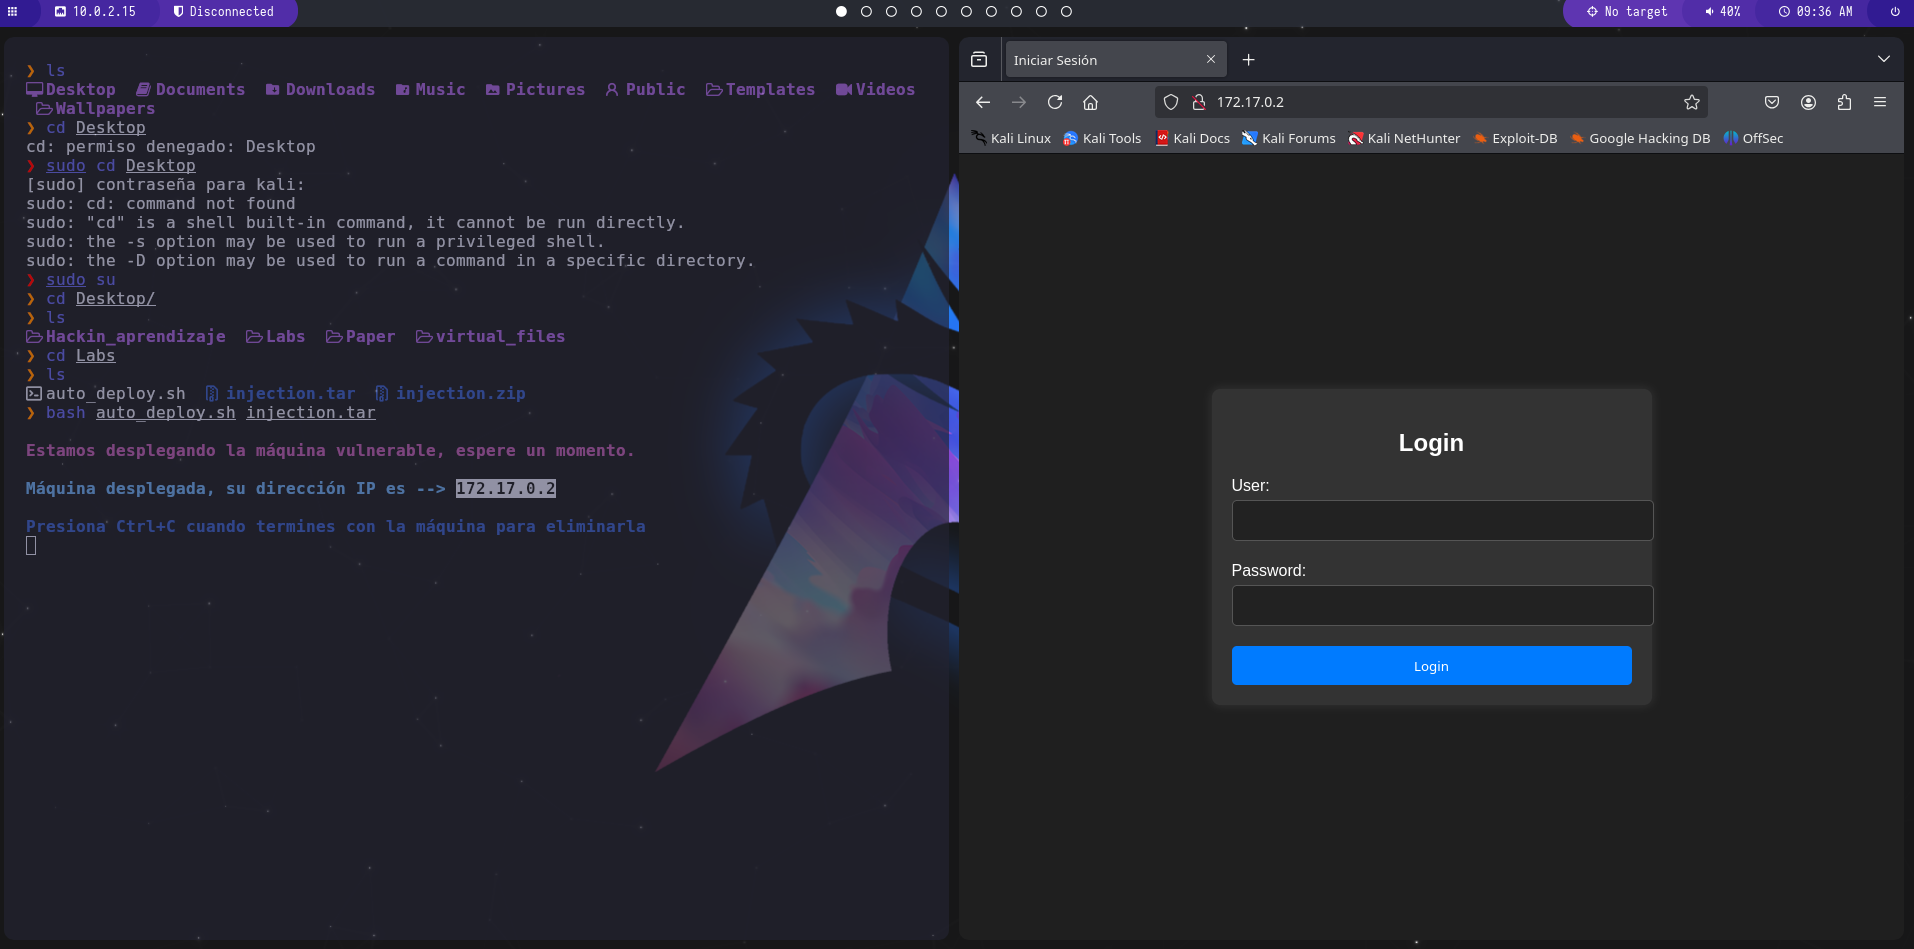 10.0.2.15 Disconnected
No target 40% 09:36 AM
❯ ls
Desktop Documents Downloads Music Pictures Public Templates Videos
Wallpapers
❯ cd Desktop
cd: permiso denegado: Desktop
❯ sudo cd Desktop
[sudo] contraseña para kali:
sudo: cd: command not found
sudo: "cd" is a shell built-in command, it cannot be run directly.
sudo: the -s option may be used to run a privileged shell.
sudo: the -D option may be used to run a command in a specific directory.
❯ sudo su
❯ cd Desktop/
❯ ls
Hackin_aprendizaje Labs Paper virtual_files
❯ cd Labs
❯ ls
auto_deploy.sh injection.tar injection.zip
❯ bash auto_deploy.sh injection.tar
Estamos desplegando la máquina vulnerable, espere un momento.
Máquina desplegada, su dirección IP es --> 172.17.0.2
Presiona Ctrl+C cuando termines con la máquina para eliminarla
Iniciar Sesión
172.17.0.2
Kali Linux Kali Tools Kali Docs Kali Forums Kali NetHunter Exploit-DB Google Hacking DB OffSec
Login
User:
Password:
Login